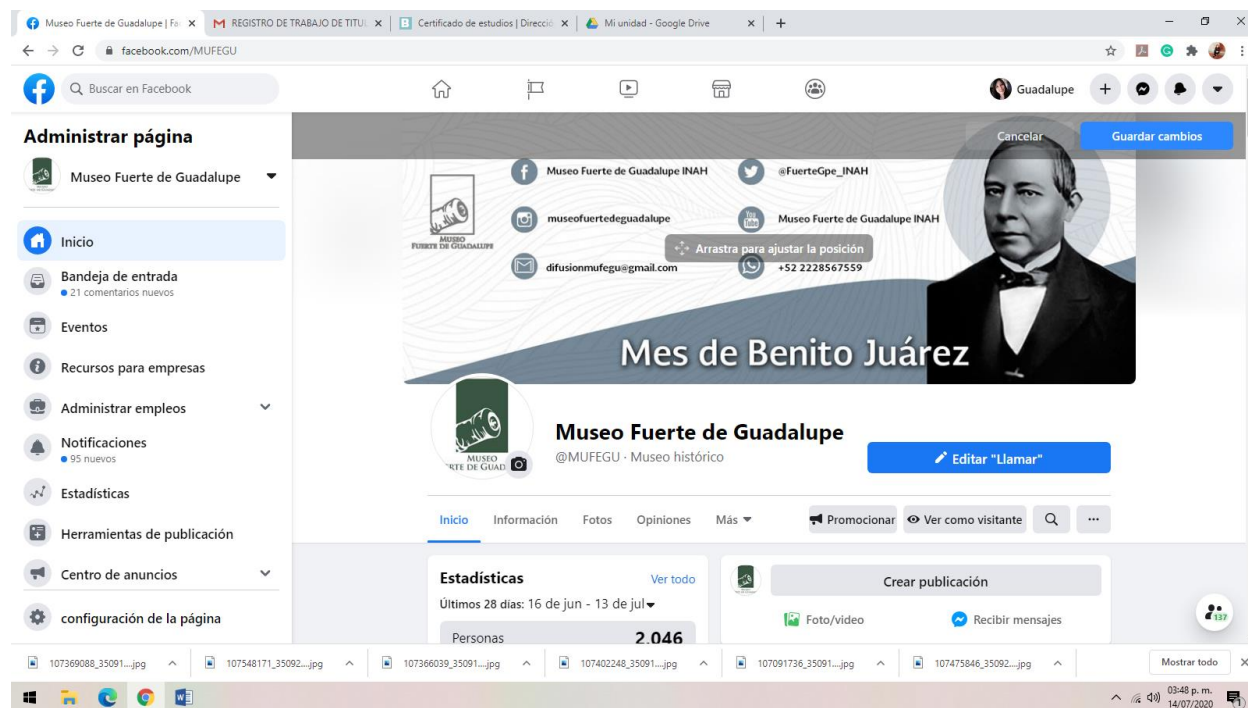 Museo Fuerte de Guadalupe | Fa
REGISTRO DE TRABAJO DE TITUL
Certificado de estudios | Direcció
Mi unidad - Google Drive
facebook.com/MUFEGU
Buscar en Facebook
Guadalupe
Administrar página
Museo Fuerte de Guadalupe
Inicio
Bandeja de entrada
21 comentarios nuevos
Eventos
Recursos para empresas
Administrar empleos
Notificaciones
95 nuevos
Estadísticas
Herramientas de publicación
Centro de anuncios
configuración de la página
Cancelar
Guardar cambios
Museo Fuerte de Guadalupe INAH
@FuerteGpe_INAH
museofuertedeguadalupe
You
Tube
Museo Fuerte de Guadalupe INAH
MUSEO
FUERTE DE GUADALUPE
Arrastra para ajustar la posición
difusionmufegu@gmail.com
+52 2228567559
Mes de Benito Juárez
MUSEO
RTE DE GUAD
Museo Fuerte de Guadalupe
@MUFEGU · Museo histórico
Editar "Llamar"
Inicio
Información
Fotos
Opiniones
Más
Promocionar
Ver como visitante
Estadísticas
Ver todo
Últimos 28 días: 16 de jun - 13 de jul
Personas
2.046
Crear publicación
Foto/video
Recibir mensajes
137
107369088_35091....jpg
107548171_35092....jpg
107366039_35091....jpg
107402248_35091....jpg
107091736_35091....jpg
107475846_35092....jpg
Mostrar todo
03:48 p. m.
14/07/2020